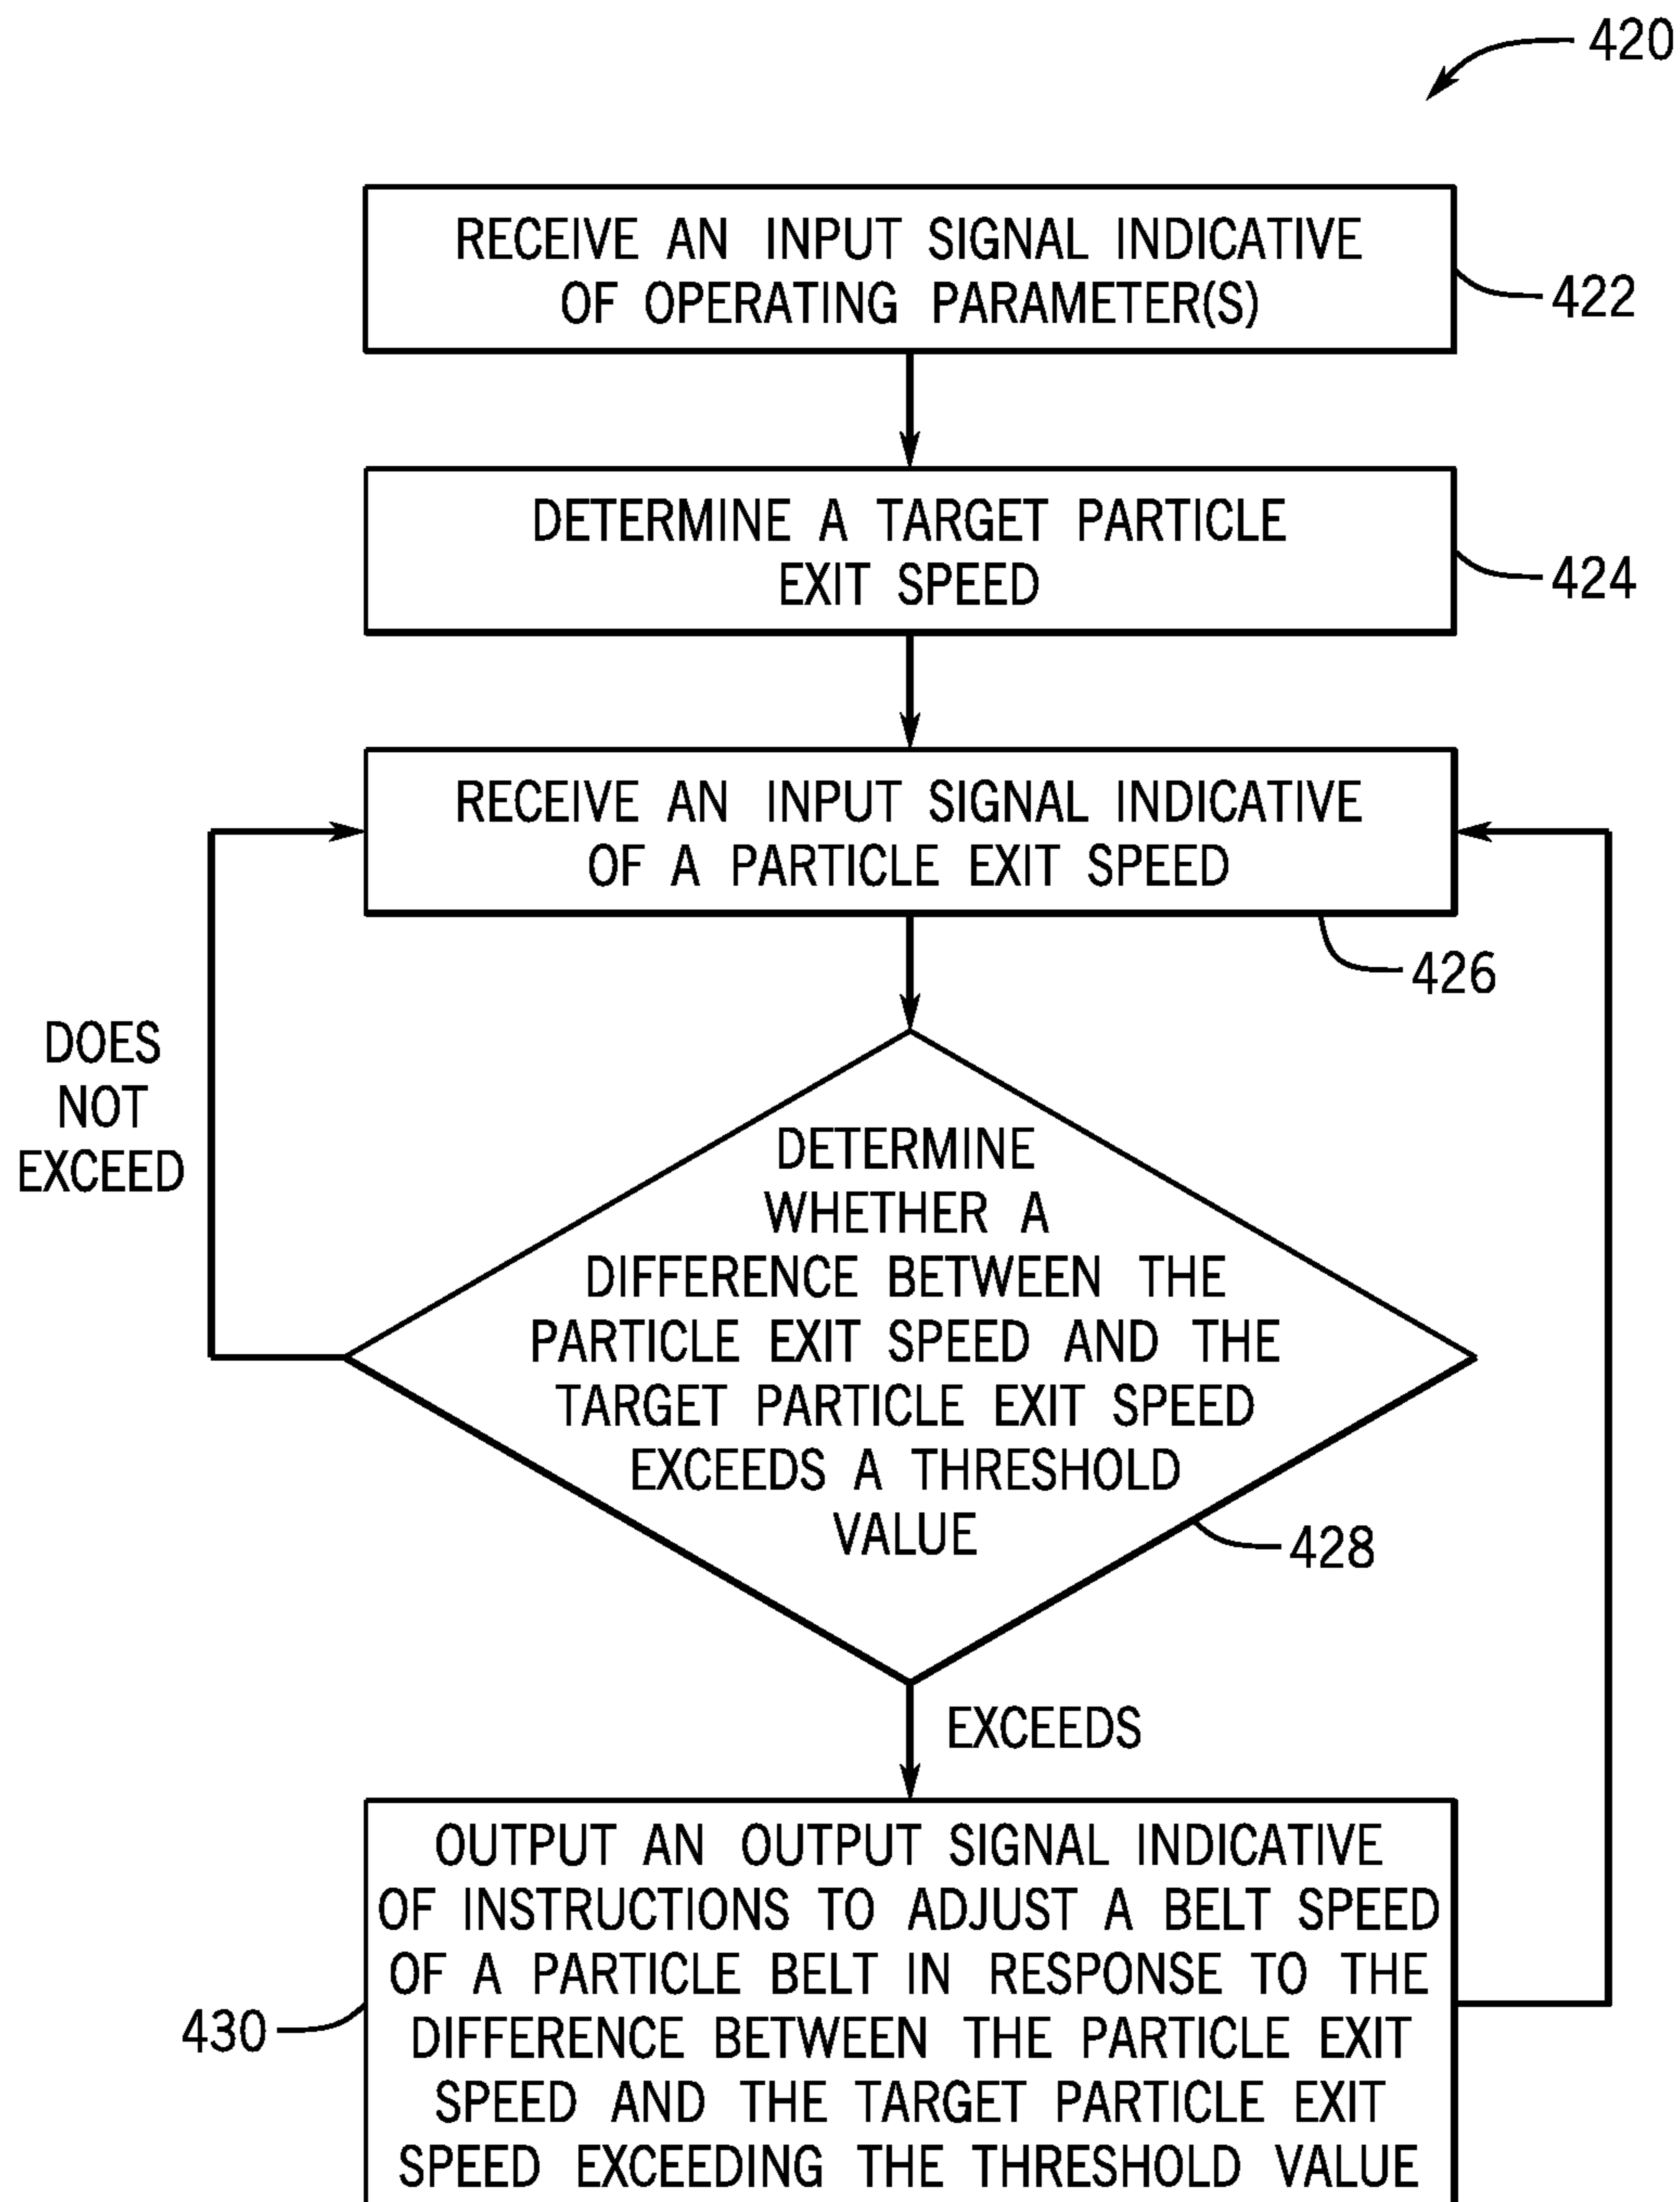 420
RECEIVE AN INPUT SIGNAL INDICATIVE
OF OPERATING PARAMETER(S)
422
DETERMINE A TARGET PARTICLE
EXIT SPEED
424
RECEIVE AN INPUT SIGNAL INDICATIVE
OF A PARTICLE EXIT SPEED
426
DOES
NOT
EXCEED
DETERMINE
WHETHER A
DIFFERENCE BETWEEN THE
PARTICLE EXIT SPEED AND THE
TARGET PARTICLE EXIT SPEED
EXCEEDS A THRESHOLD
VALUE
428
EXCEEDS
OUTPUT AN OUTPUT SIGNAL INDICATIVE
OF INSTRUCTIONS TO ADJUST A BELT SPEED
OF A PARTICLE BELT IN RESPONSE TO THE
DIFFERENCE BETWEEN THE PARTICLE EXIT
SPEED AND THE TARGET PARTICLE EXIT
SPEED EXCEEDING THE THRESHOLD VALUE
430